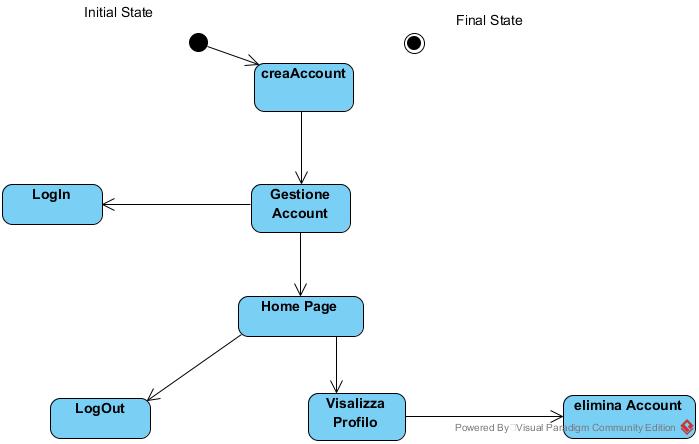 Initial State
Final State
creaAccount
LogIn
Gestione
Account
Home Page
LogOut
Visalizza
Profilo
elimina Account
Powered By Visual Paradigm Community Edition